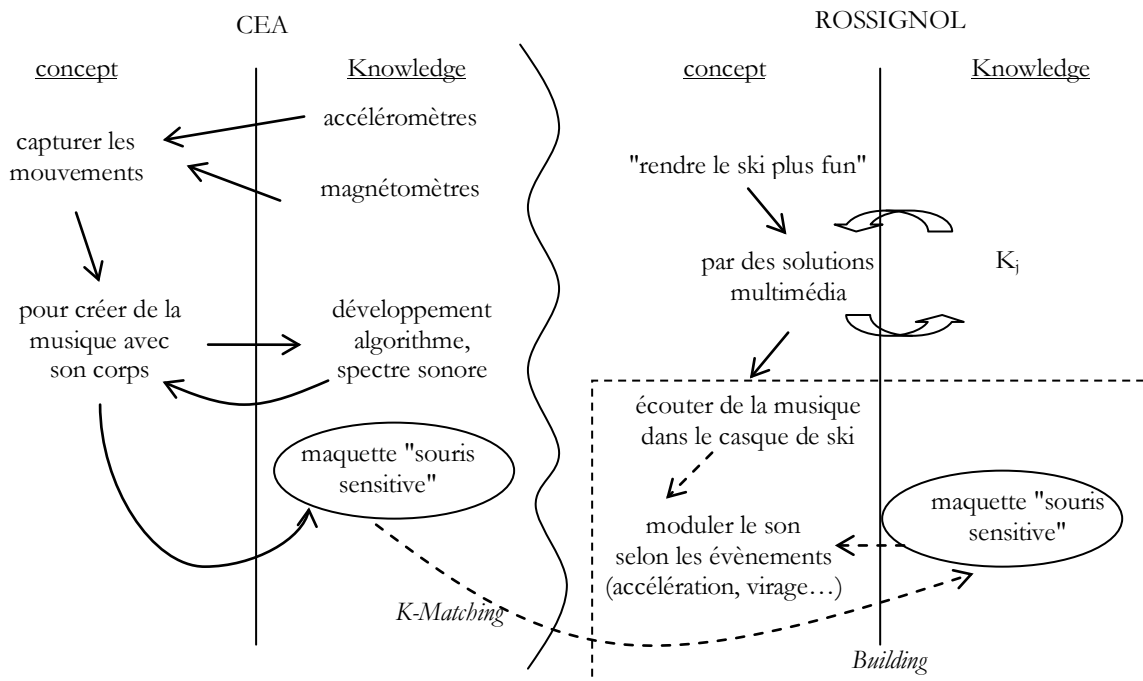 CEA
concept
Knowledge
accéléromètres
capturer les
mouvements
magnétomètres
pour créer de la
musique avec
son corps
développement
algorithme,
spectre sonore
maquette "souris
sensitive"
K-Matching
ROSSIGNOL
concept
Knowledge
"rendre le ski plus fun"
par des solutions
multimédia
Kj
écouter de la musique
dans le casque de ski
moduler le son
selon les évènements
(accélération, virage…)
maquette "souris
sensitive"
Building